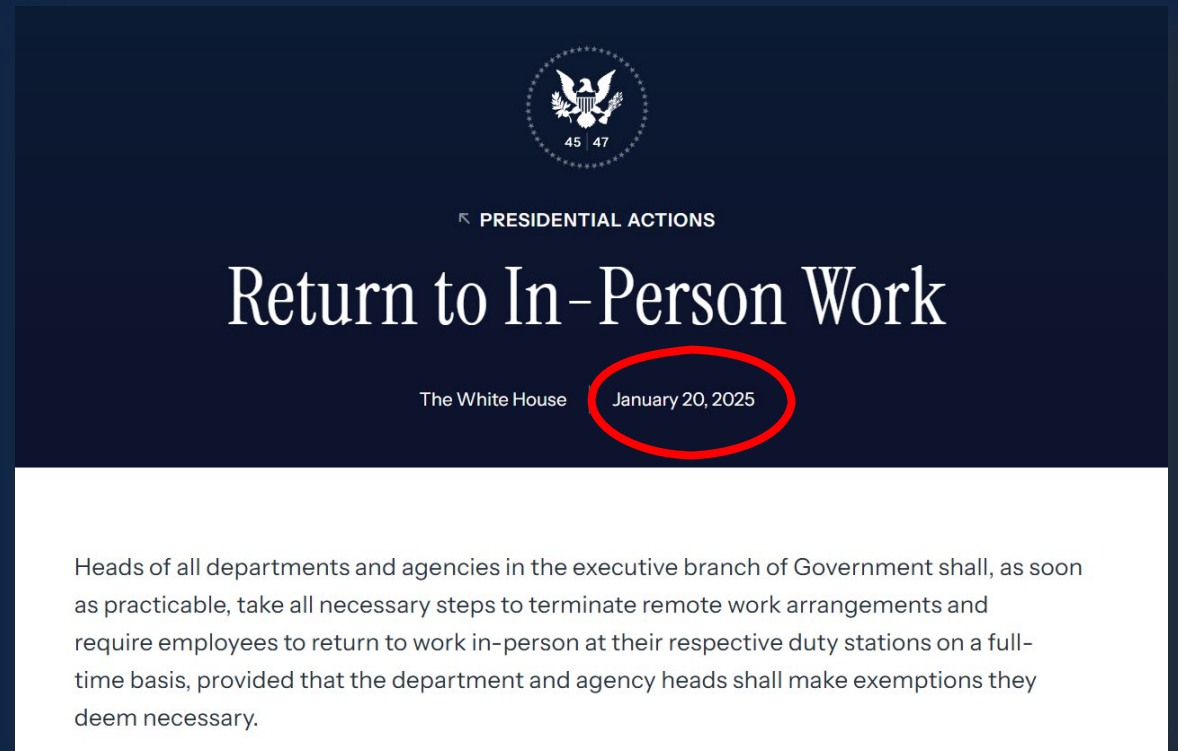 45 47
PRESIDENTIAL ACTIONS
Return to In-Person Work
The White House January 20, 2025
Heads of all departments and agencies in the executive branch of Government shall, as soon
as practicable, take all necessary steps to terminate remote work arrangements and
require employees to return to work in-person at their respective duty stations on a full-
time basis, provided that the department and agency heads shall make exemptions they
deem necessary.